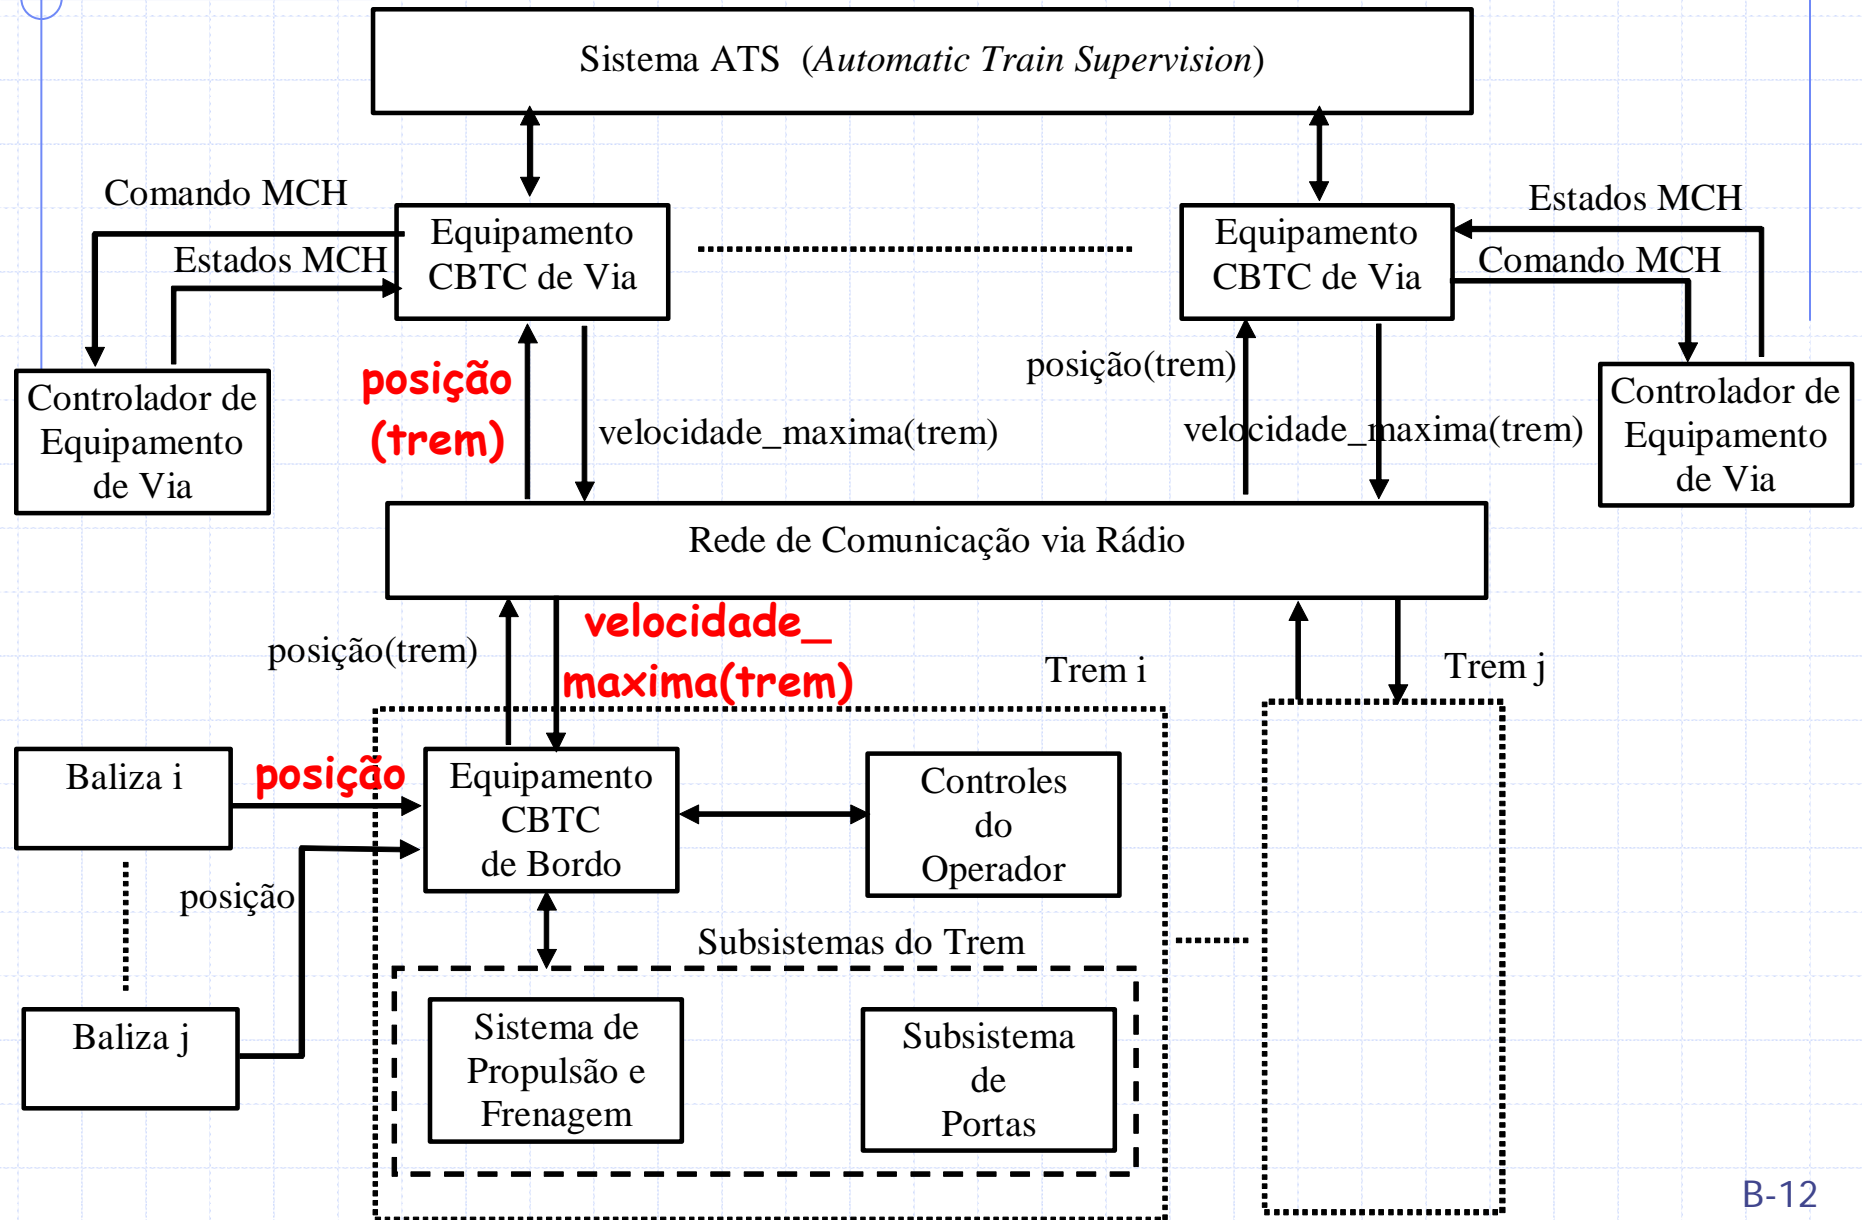 Sistema ATS (Automatic Train Supervision)
Comando MCH
Estados MCH
Equipamento
CBTC de Via
Equipamento
CBTC de Via
Estados MCH
Comando MCH
Controlador de
Equipamento
de Via
posição
(trem)
velocidade_maxima(trem)
posição(trem)
velocidade_maxima(trem)
Controlador de
Equipamento
de Via
Rede de Comunicação via Rádio
posição(trem)
velocidade_
maxima(trem)
Trem i
Trem j
Baliza i
posição
Equipamento
CBTC
de Bordo
Controles
do
Operador
posição
Subsistemas do Trem
Baliza j
Sistema de
Propulsão e
Frenagem
Subsistema
de
Portas
B-12